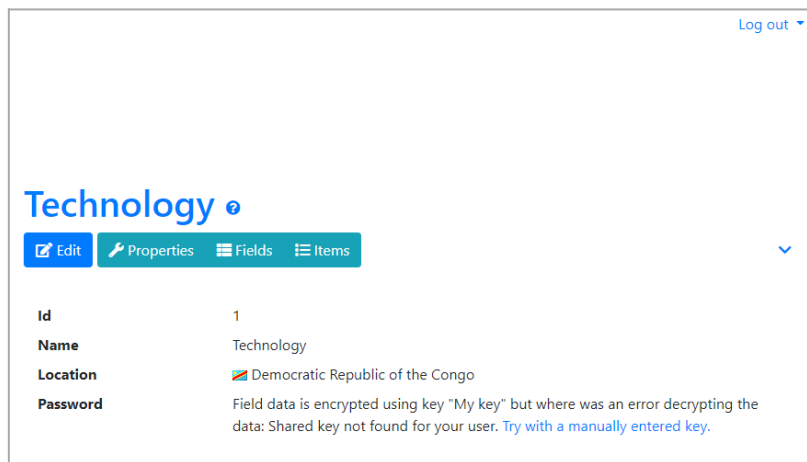 Log out
Technology
Edit Properties Fields Items
Id 1
Name Technology
Location Democratic Republic of the Congo
Password Field data is encrypted using key "My key" but where was an error decrypting the
data: Shared key not found for your user. Try with a manually entered key.